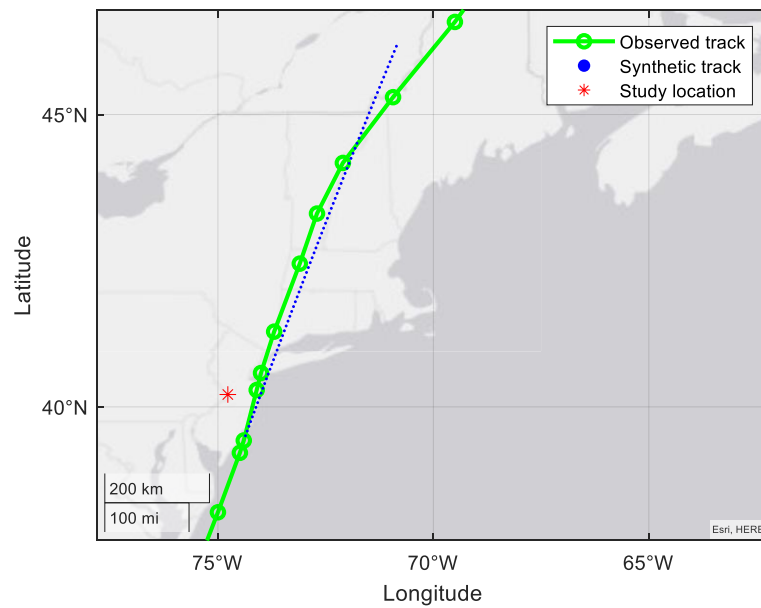 Observed track
Synthetic track
Study location
45°N
40°N
Latitude
200 km
100 mi
Esri, HERE
75°W
70°W
65°W
Longitude